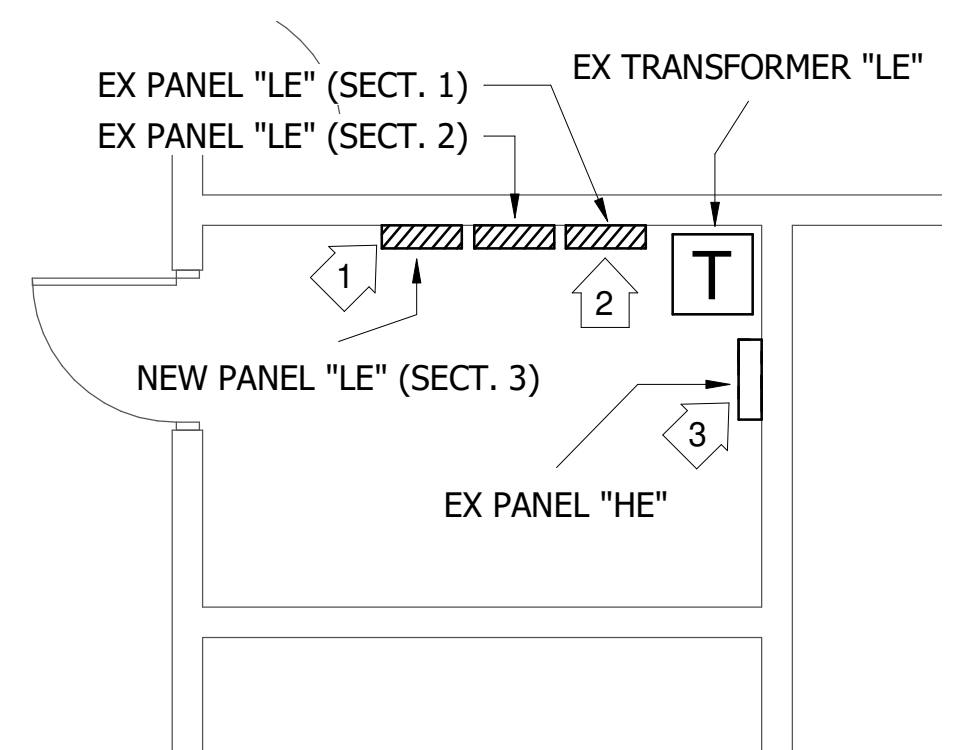 EX TRANSFORMER "LE"
EX PANEL "LE" (SECT. 1)
EX PANEL "LE" (SECT. 2)
T
1
2
NEW PANEL "LE" (SECT. 3)
3
EX PANEL "HE"